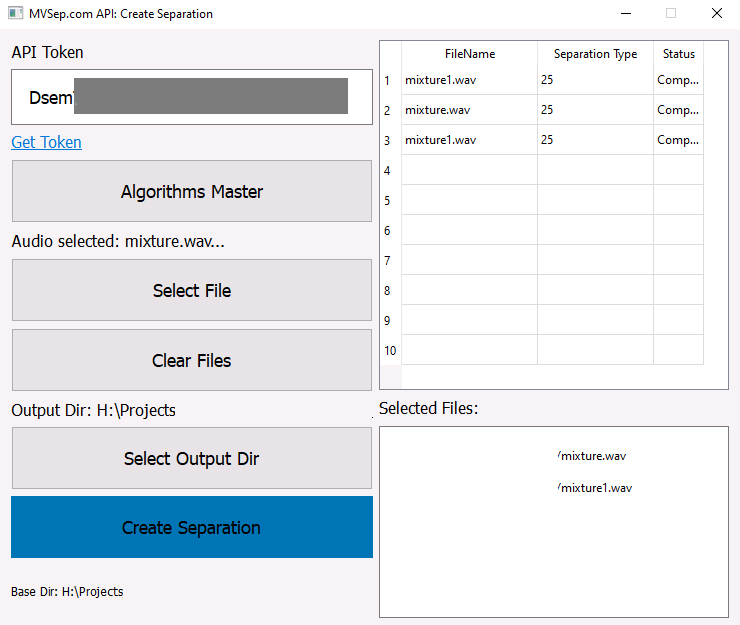 MVSep.com API: Create Separation
API Token
Dsem
Get Token
Algorithms Master
Audio selected: mixture.wav...
Select File
Clear Files
Output Dir: H:\Projects
Select Output Dir
Create Separation
Base Dir: H:\Projects
FileName Separation Type Status
1 mixture1.wav 25 Comp...
2 mixture.wav 25 Comp...
3 mixture1.wav 25 Comp...
4
5
6
7
8
9
10
Selected Files:
/mixture.wav
/mixture1.wav